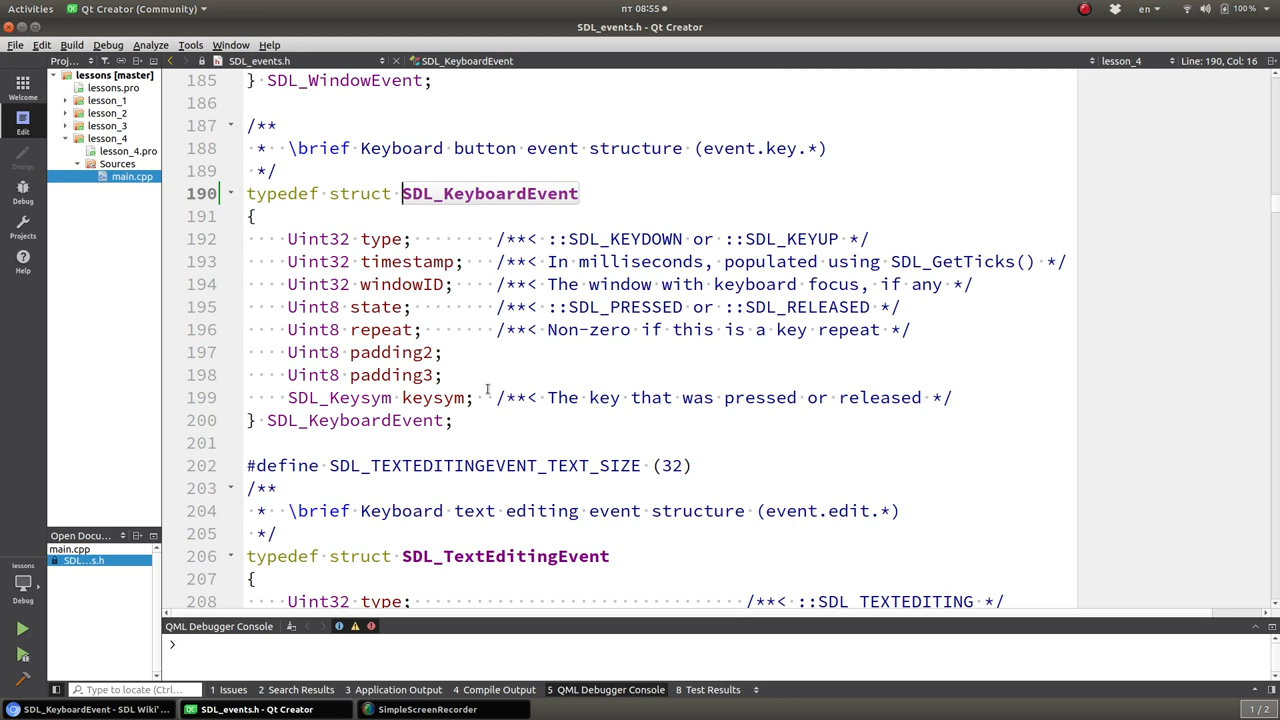 Activities Qt Creator (Community) пт 08:55 en 100 %
SDL_events.h - Qt Creator
File Edit Build Debug Analyze Tools Window Help
Proj... SDL_events.h SDL_KeyboardEvent lesson_4 Line: 190, Col: 16
Welcome
Edit
Design
Debug
Projects
Help
lessons
Debug
lessons [master]
lessons.pro
lesson_1
lesson_2
lesson_3
lesson_4
lesson_4.pro
Sources
main.cpp
Open Docu...
main.cpp
SDL...s.h
185 } SDL_WindowEvent;
186
187 /**
188 * \brief Keyboard button event structure (event.key.*)
189 */
190 typedef struct SDL_KeyboardEvent
191 {
192 Uint32 type; /**< ::SDL_KEYDOWN or ::SDL_KEYUP */
193 Uint32 timestamp; /**< In milliseconds, populated using SDL_GetTicks() */
194 Uint32 windowID; /**< The window with keyboard focus, if any */
195 Uint8 state; /**< ::SDL_PRESSED or ::SDL_RELEASED */
196 Uint8 repeat; /**< Non-zero if this is a key repeat */
197 Uint8 padding2;
198 Uint8 padding3;
199 SDL_Keysym keysym; /**< The key that was pressed or released */
200 } SDL_KeyboardEvent;
201
202 #define SDL_TEXTEDITINGEVENT_TEXT_SIZE (32)
203 /**
204 * \brief Keyboard text editing event structure (event.edit.*)
205 */
206 typedef struct SDL_TextEditingEvent
207 {
208 Uint32 type; /**< ::SDL_TEXTEDITING */
QML Debugger Console
>
Type to locate (Ctrl... 1 Issues 2 Search Results 3 Application Output 4 Compile Output 5 QML Debugger Console 8 Test Results
SDL_KeyboardEvent - SDL Wiki' ... SDL_events.h - Qt Creator SimpleScreenRecorder 1 / 2